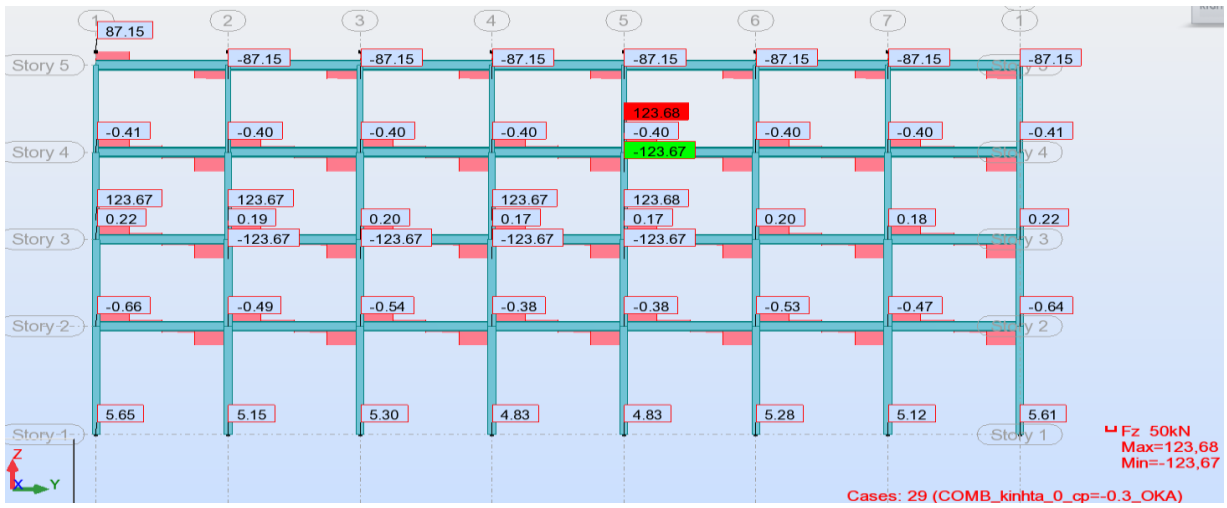 1 2 3 4 5 6 7 1
87.15
Story 5 -87.15 -87.15 -87.15 -87.15 -87.15 -87.15 -87.15
123.68
-0.41 -0.40 -0.40 -0.40 -0.40 -0.40 -0.40 -0.41
Story 4 -123.67 Story 4
123.67 123.67 123.67 123.68
0.22 0.19 0.20 0.17 0.17 0.20 0.18 0.22
Story 3 -123.67 -123.67 -123.67 -123.67 Story 3
-0.66 -0.49 -0.54 -0.38 -0.38 -0.53 -0.47 -0.64
Story 2 Story 2
5.65 5.15 5.30 4.83 4.83 5.28 5.12 5.61
Story 1 Story 1
Fz 50kN
Max=123,68
Min=-123,67
Z
X Y
Cases: 29 (COMB_kinhta_0_cp=-0.3_OKA)